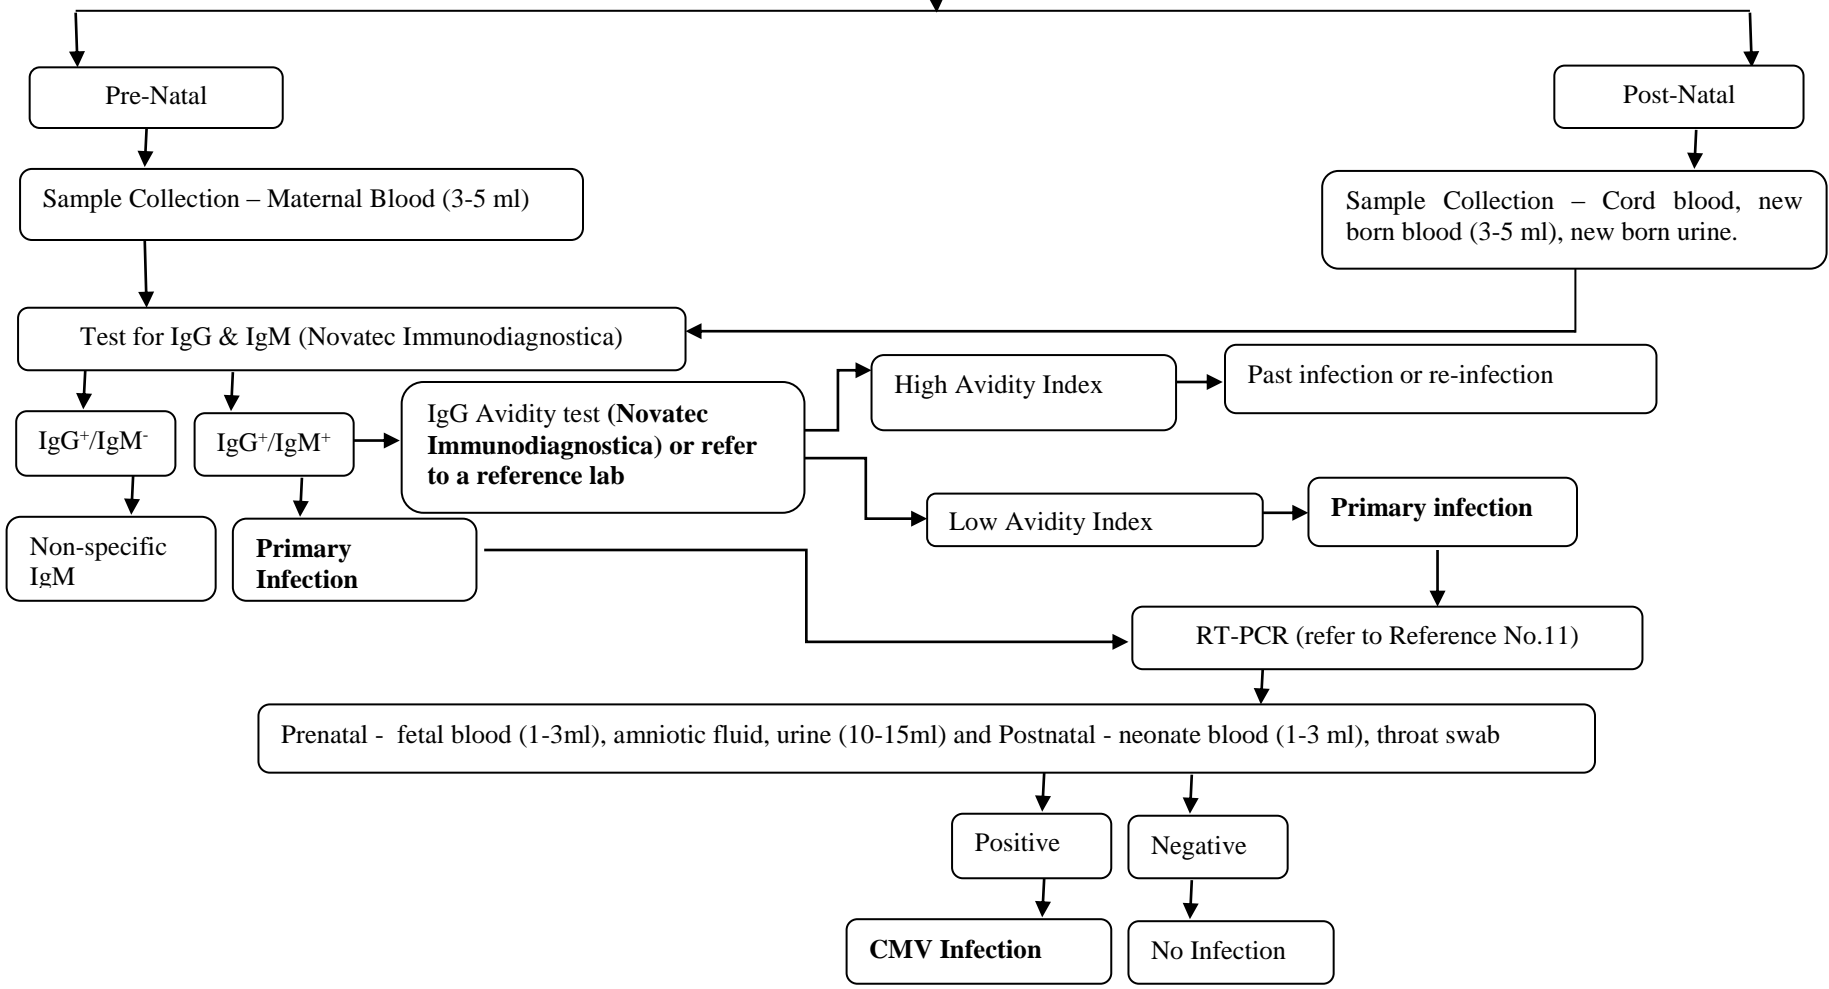 Pre-Natal
Post-Natal
Sample Collection – Maternal Blood (3-5 ml)
Sample Collection – Cord blood, new
born blood (3-5 ml), new born urine.
Test for IgG & IgM (Novatec Immunodiagnostica)
High Avidity Index
Past infection or re-infection
IgG⁺/IgM⁻
IgG⁺/IgM⁺
IgG Avidity test (Novatec
Immunodiagnostica) or refer
to a reference lab
Low Avidity Index
Primary infection
Non-specific
IgM
Primary
Infection
RT-PCR (refer to Reference No.11)
Prenatal - fetal blood (1-3ml), amniotic fluid, urine (10-15ml) and Postnatal - neonate blood (1-3 ml), throat swab
Positive
Negative
CMV Infection
No Infection